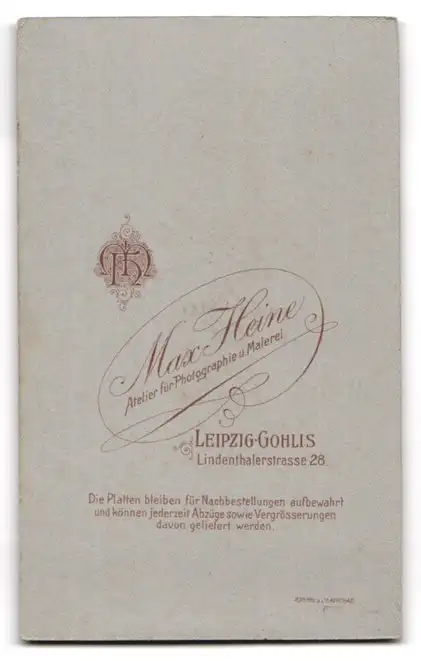 MH
Max Heine
Atelier für Photographie u. Malerei
LEIPZIG-GOHLIS
Lindenthalerstrasse 28.
Die Platten bleiben für Nachbestellungen aufbewahrt
und können jederzeit Abzüge sowie Vergrösserungen
davon geliefert werden.